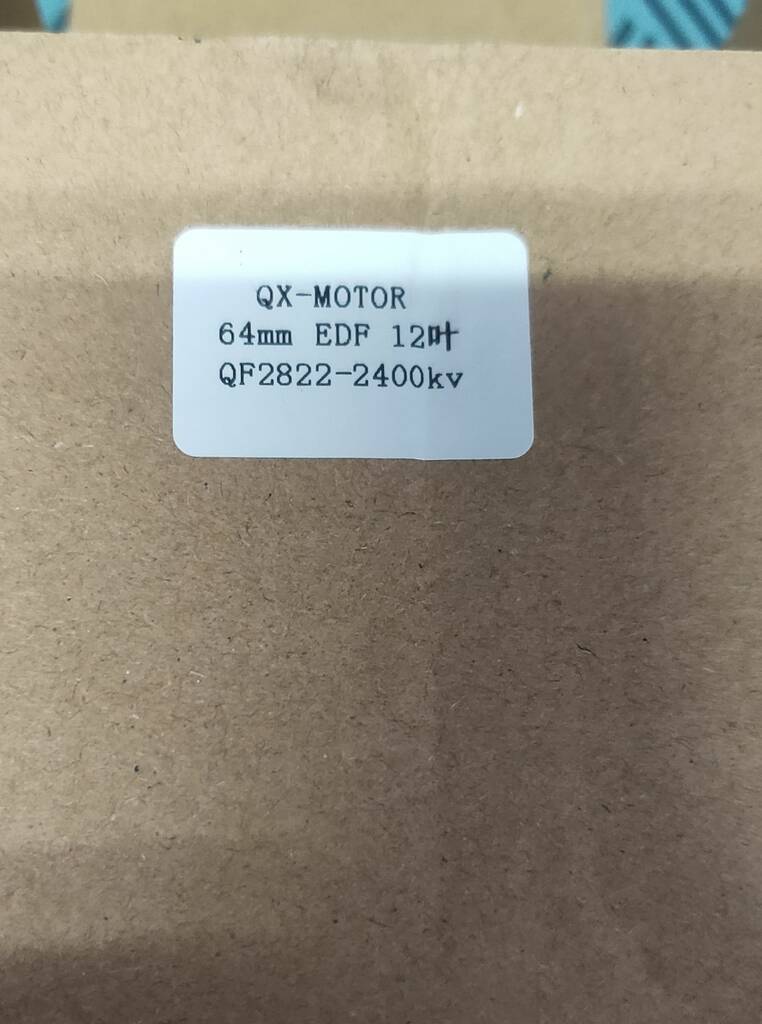 QX-MOTOR
64mm EDF 12叶
QF2822-2400kv